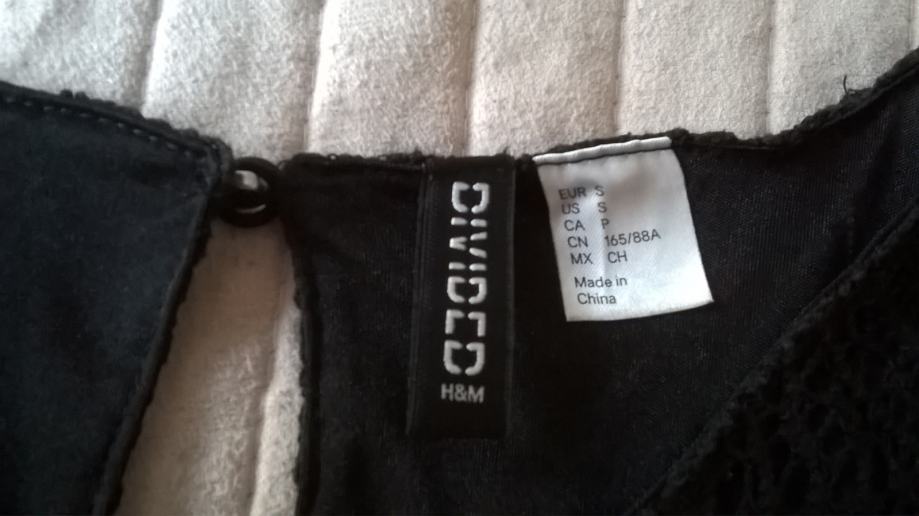 DIVIDED
H&M
EUR S
US S
CA P
CN 165/88A
MX CH
Made in
China